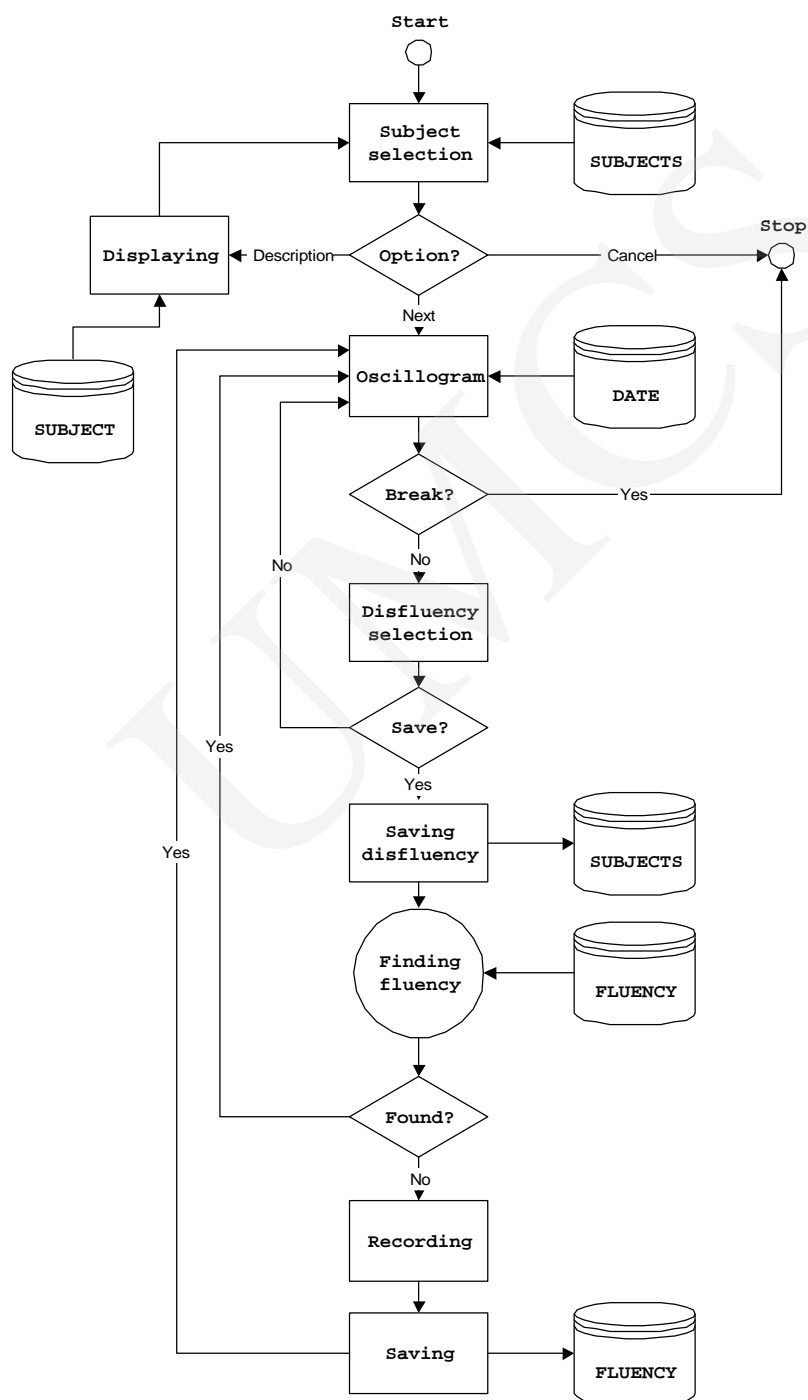 Start
Subject
selection
SUBJECTS
Stop
Displaying
Description
Option?
Cancel
Next
Oscillogram
DATE
SUBJECT
Break?
Yes
No
No
Disfluency
selection
Save?
Yes
Yes
Saving
disfluency
SUBJECTS
Yes
Finding
fluency
FLUENCY
Found?
No
Recording
Saving
FLUENCY
UMCS